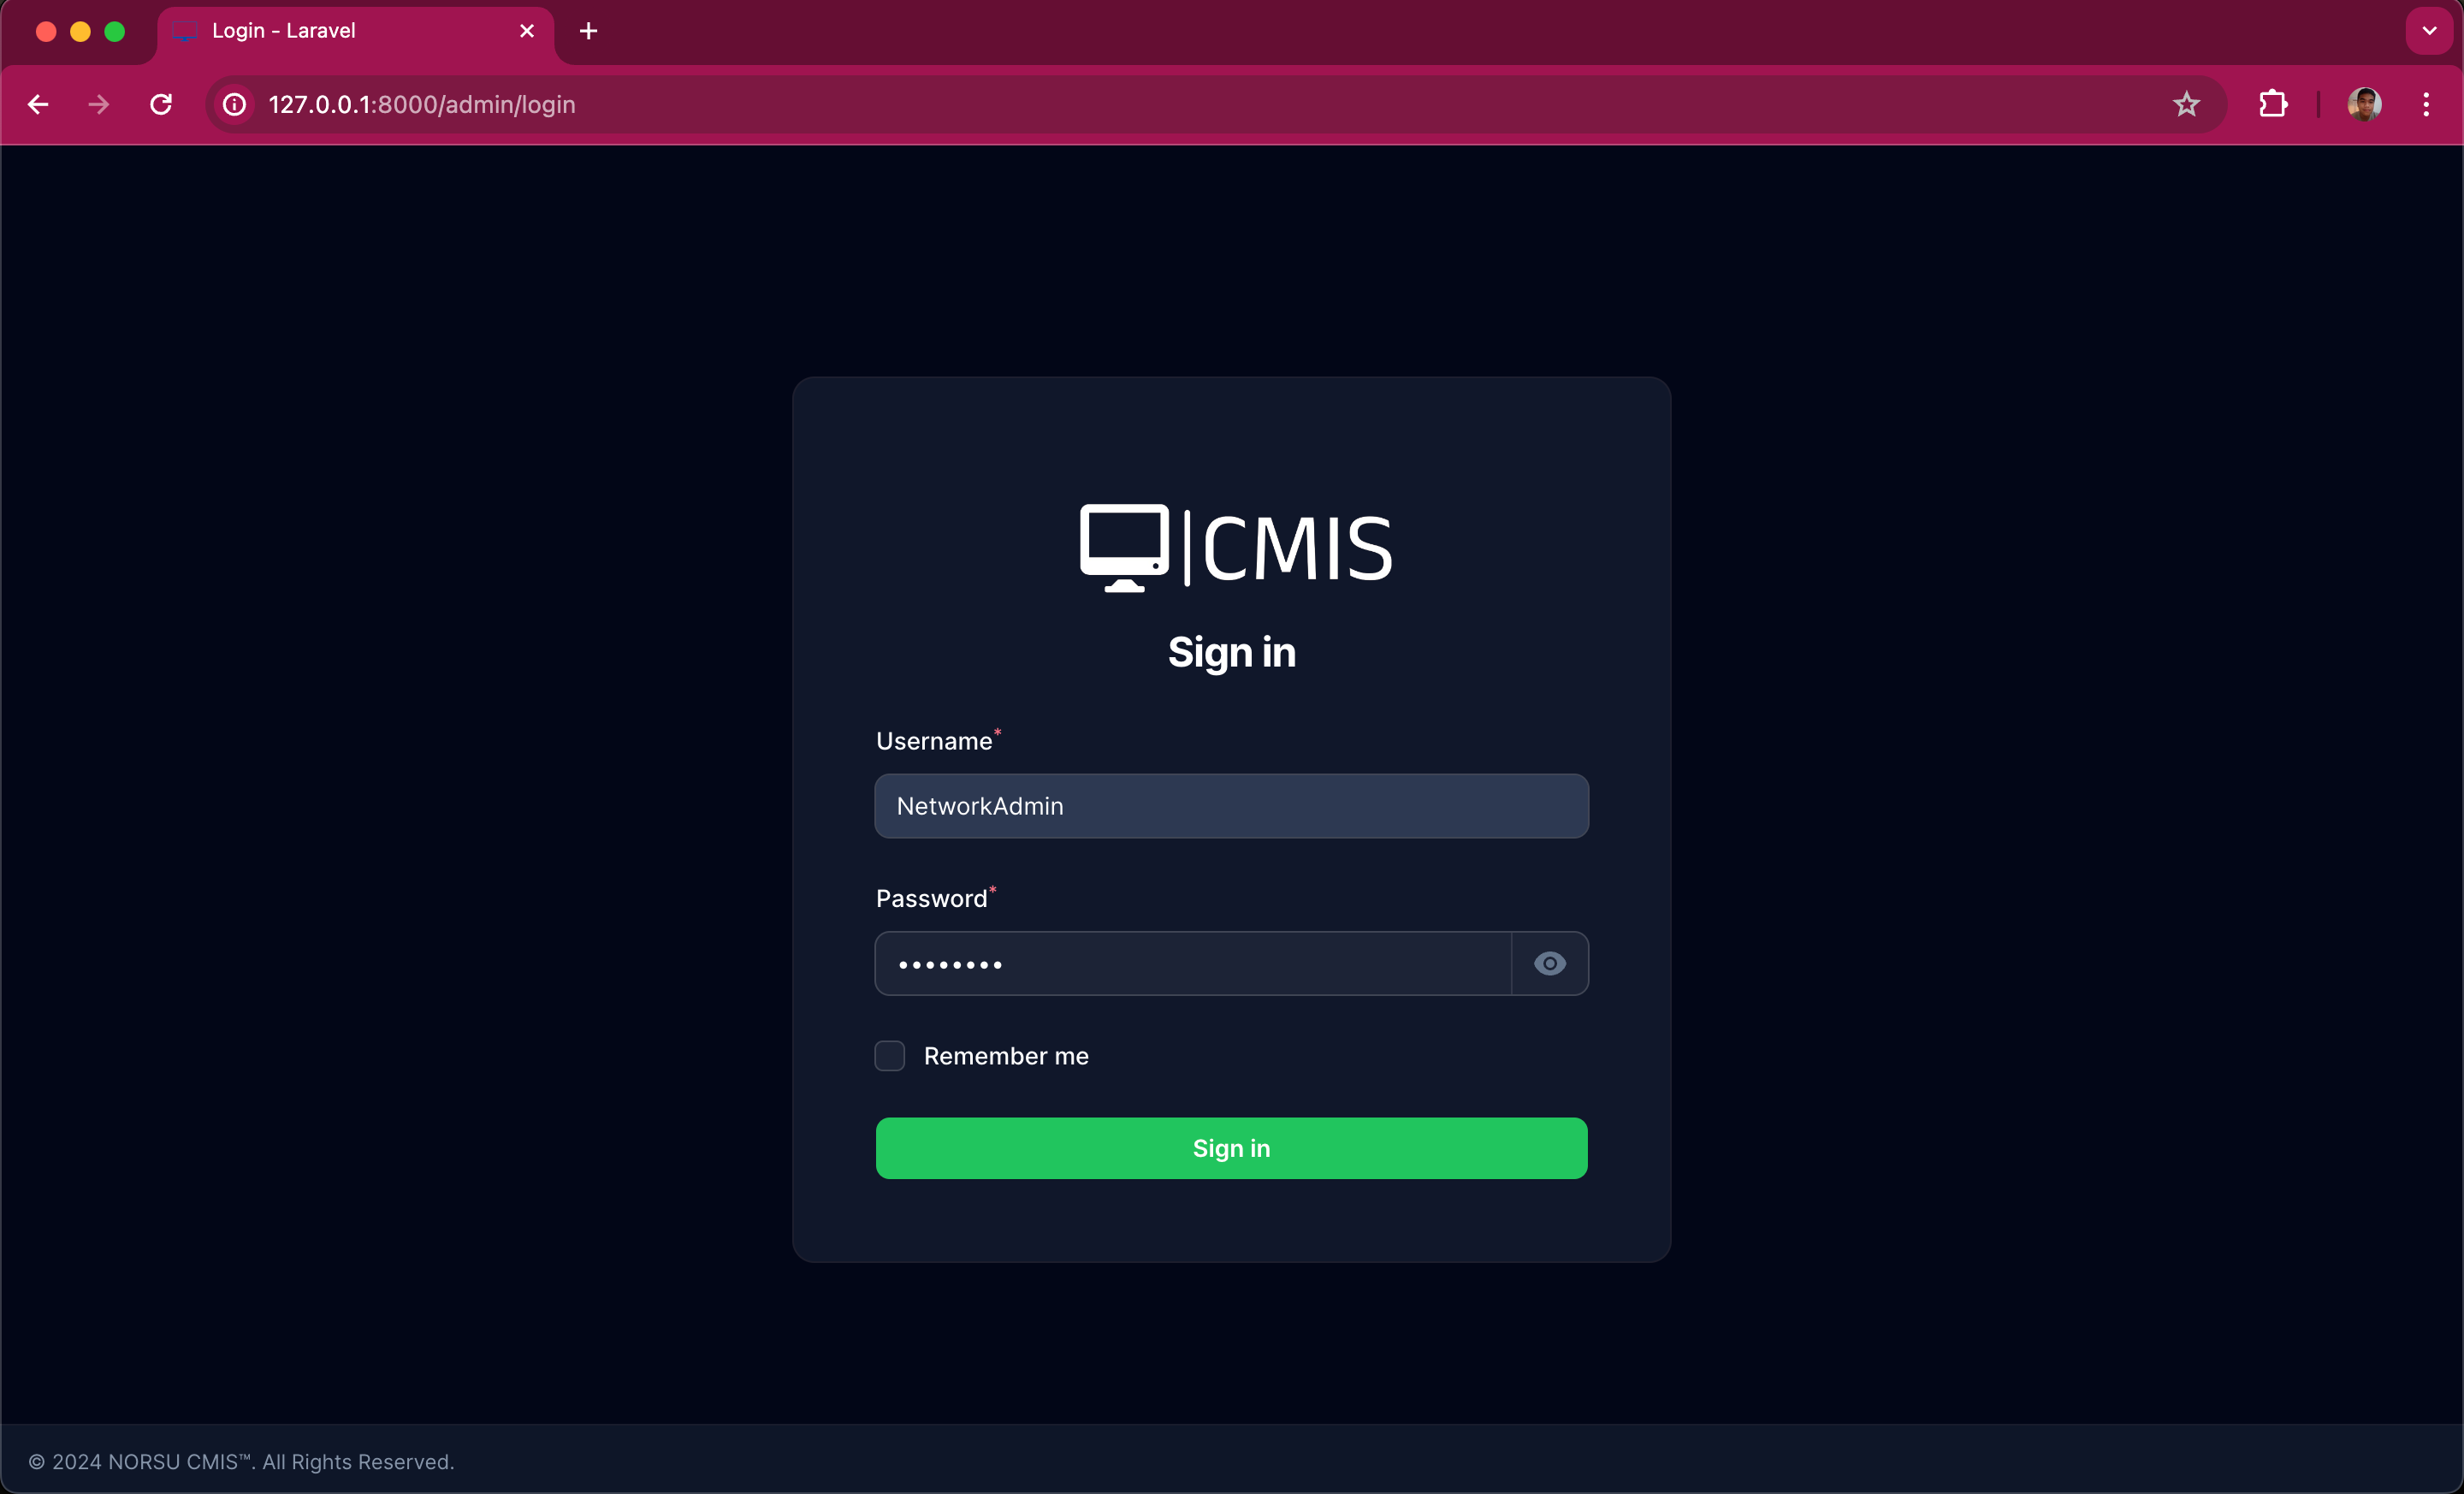 Login - Laravel
127.0.0.1:8000/admin/login
CMIS
Sign in
Username*
NetworkAdmin
Password*
••••••••
Remember me
Sign in
© 2024 NORSU CMIS™. All Rights Reserved.